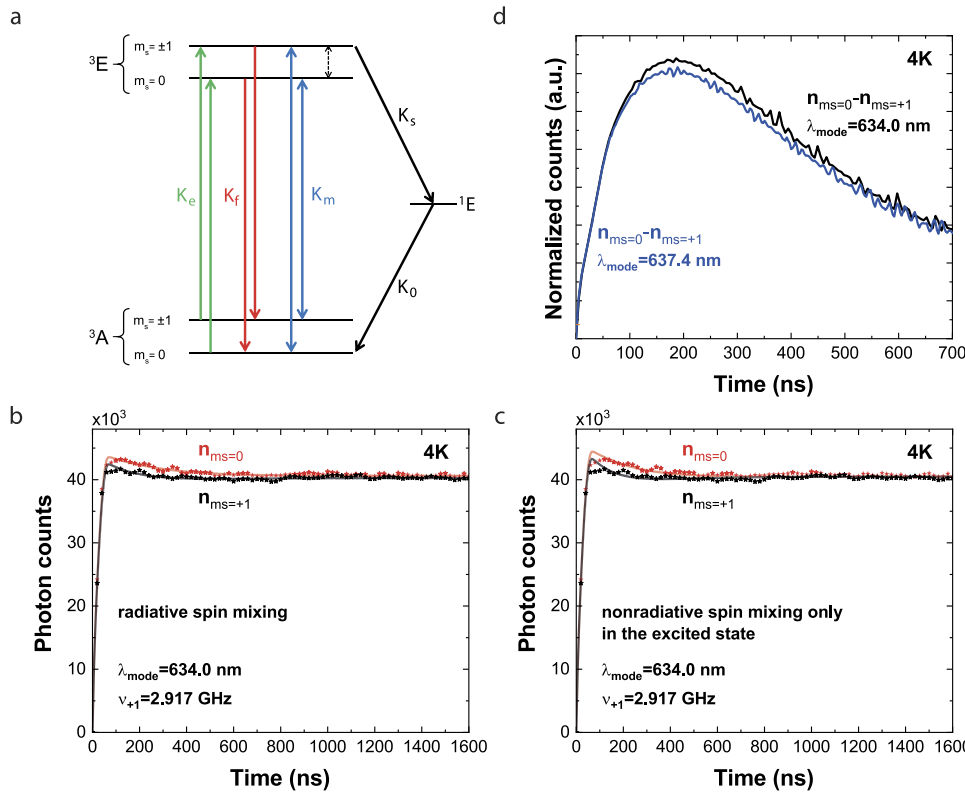 a
³E
mₛ= ±1
mₛ= 0
Kₑ
K_f
Kₘ
Kₛ
¹E
K₀
³A
mₛ= ±1
mₛ= 0
d
4K
Normalized counts (a.u.)
n_ms=0-n_ms=+1
λ_mode=634.0 nm
n_ms=0-n_ms=+1
λ_mode=637.4 nm
0 100 200 300 400 500 600 700
Time (ns)
b
x10³
4K
n_ms=0
n_ms=+1
Photon counts
40
30
20
10
0
radiative spin mixing
λ_mode=634.0 nm
ν₊₁=2.917 GHz
0 200 400 600 800 1000 1200 1400 1600
Time (ns)
c
x10³
4K
n_ms=0
n_ms=+1
Photon counts
40
30
20
10
0
nonradiative spin mixing only
in the excited state
λ_mode=634.0 nm
ν₊₁=2.917 GHz
0 200 400 600 800 1000 1200 1400 1600
Time (ns)